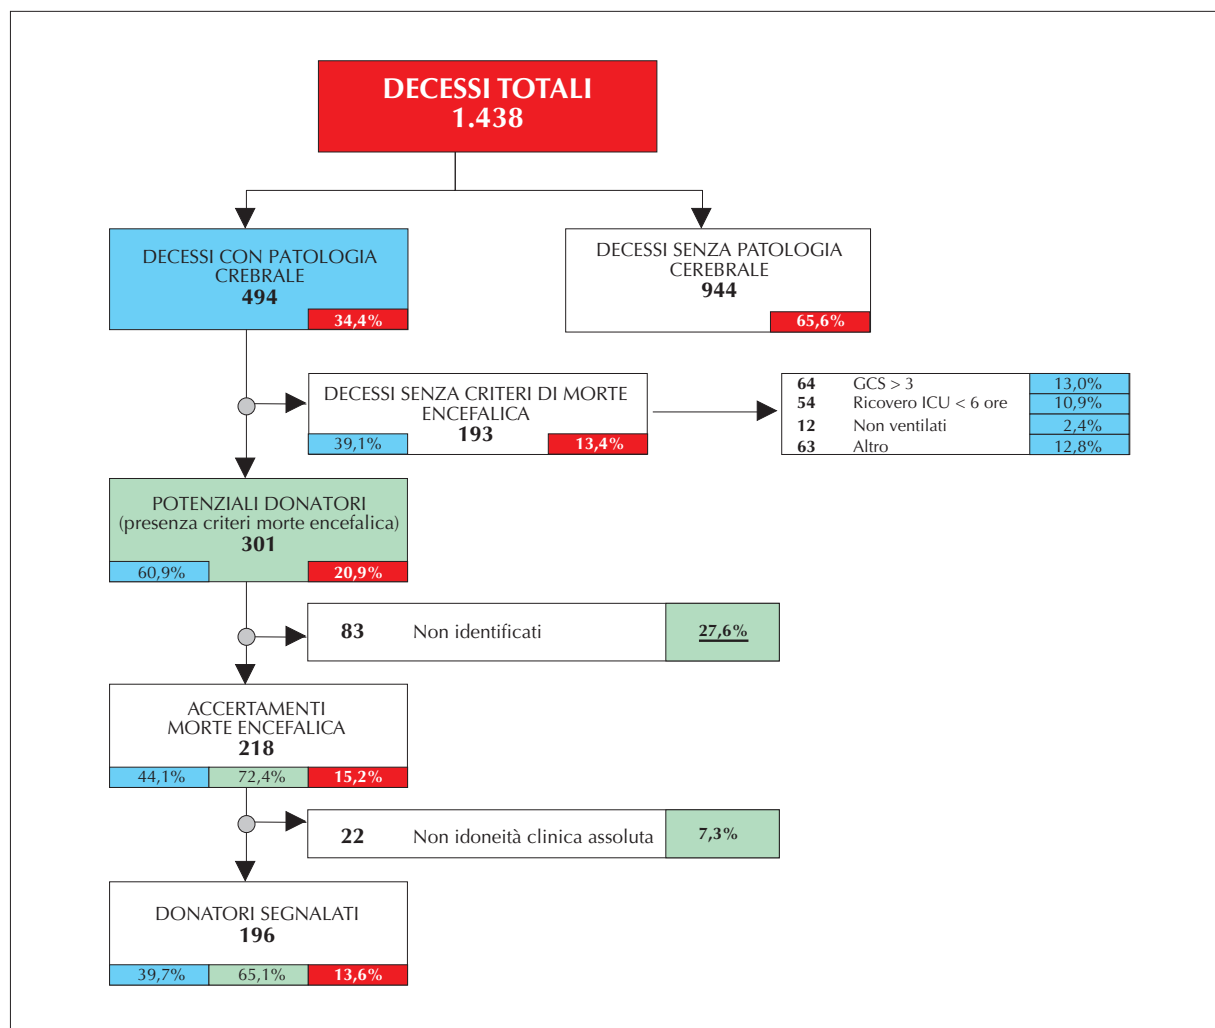 DECESSI TOTALI
1.438
DECESSI CON PATOLOGIA
CREBRALE
494
34,4%
DECESSI SENZA PATOLOGIA
CEREBRALE
944
65,6%
DECESSI SENZA CRITERI DI MORTE
ENCEFALICA
193
39,1%
13,4%
64 GCS > 3 13,0%
54 Ricovero ICU < 6 ore 10,9%
12 Non ventilati 2,4%
63 Altro 12,8%
POTENZIALI DONATORI
(presenza criteri morte encefalica)
301
60,9%
20,9%
83 Non identificati 27,6%
ACCERTAMENTI
MORTE ENCEFALICA
218
44,1% 72,4% 15,2%
22 Non idoneità clinica assoluta 7,3%
DONATORI SEGNALATI
196
39,7% 65,1% 13,6%